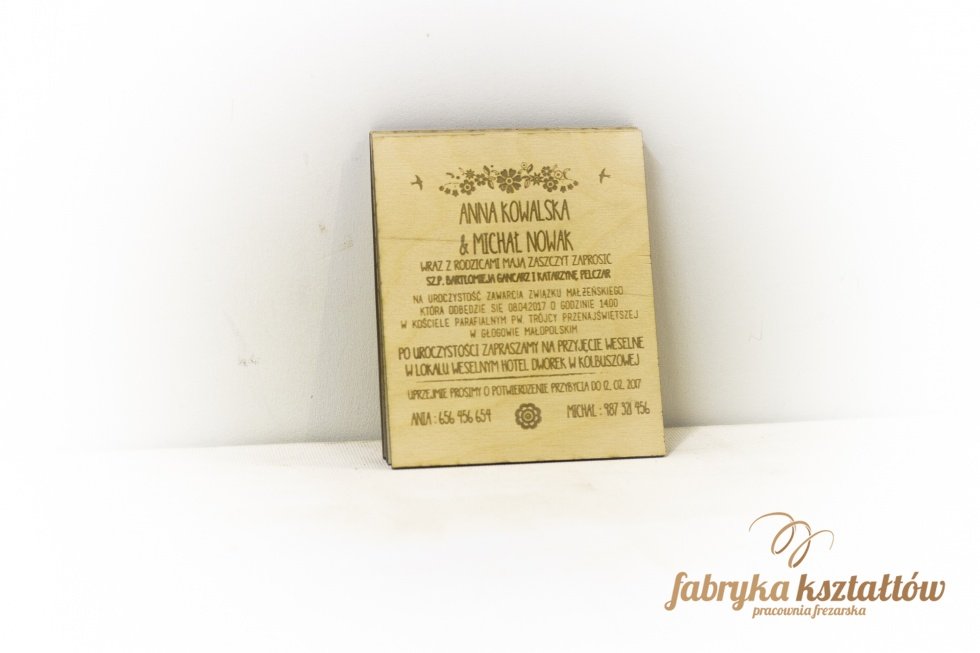 ANNA KOWALSKA
& MICHAŁ NOWAK
WRAZ Z RODZICAMI MAJĄ ZASZCZYT ZAPROSIĆ
SZ.P. BARTŁOMIEJA GANCARZ I KATARZYNĘ PELCZAR
NA UROCZYSTOŚĆ ZAWARCIA ZWIĄZKU MAŁŻEŃSKIEGO
KTÓRA ODBĘDZIE SIĘ 08.04.2017 O GODZINIE 14.00
W KOŚCIELE PARAFIALNYM PW. TRÓJCY PRZENAJŚWIĘTSZEJ
W GŁOGOWIE MAŁOPOLSKIM
PO UROCZYSTOŚCI ZAPRASZAMY NA PRZYJĘCIE WESELNE
W LOKALU WESELNYM HOTEL DWOREK W KOLBUSZOWEJ
UPRZEJMIE PROSIMY O POTWIERDZENIE PRZYBYCIA DO 12. 02. 2017
ANIA : 656 456 654
MICHAŁ : 987 321 456
fabryka kształtów
pracownia frezarska